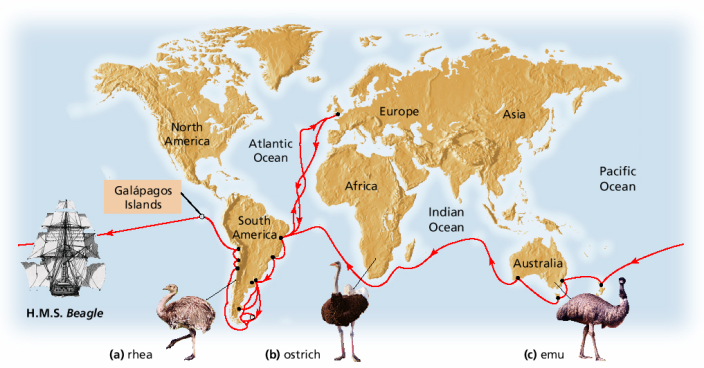 North
America
Atlantic
Ocean
Europe
Asia
Africa
Pacific
Ocean
Galápagos
Islands
South
America
Indian
Ocean
Australia
H.M.S. Beagle
(a) rhea
(b) ostrich
(c) emu